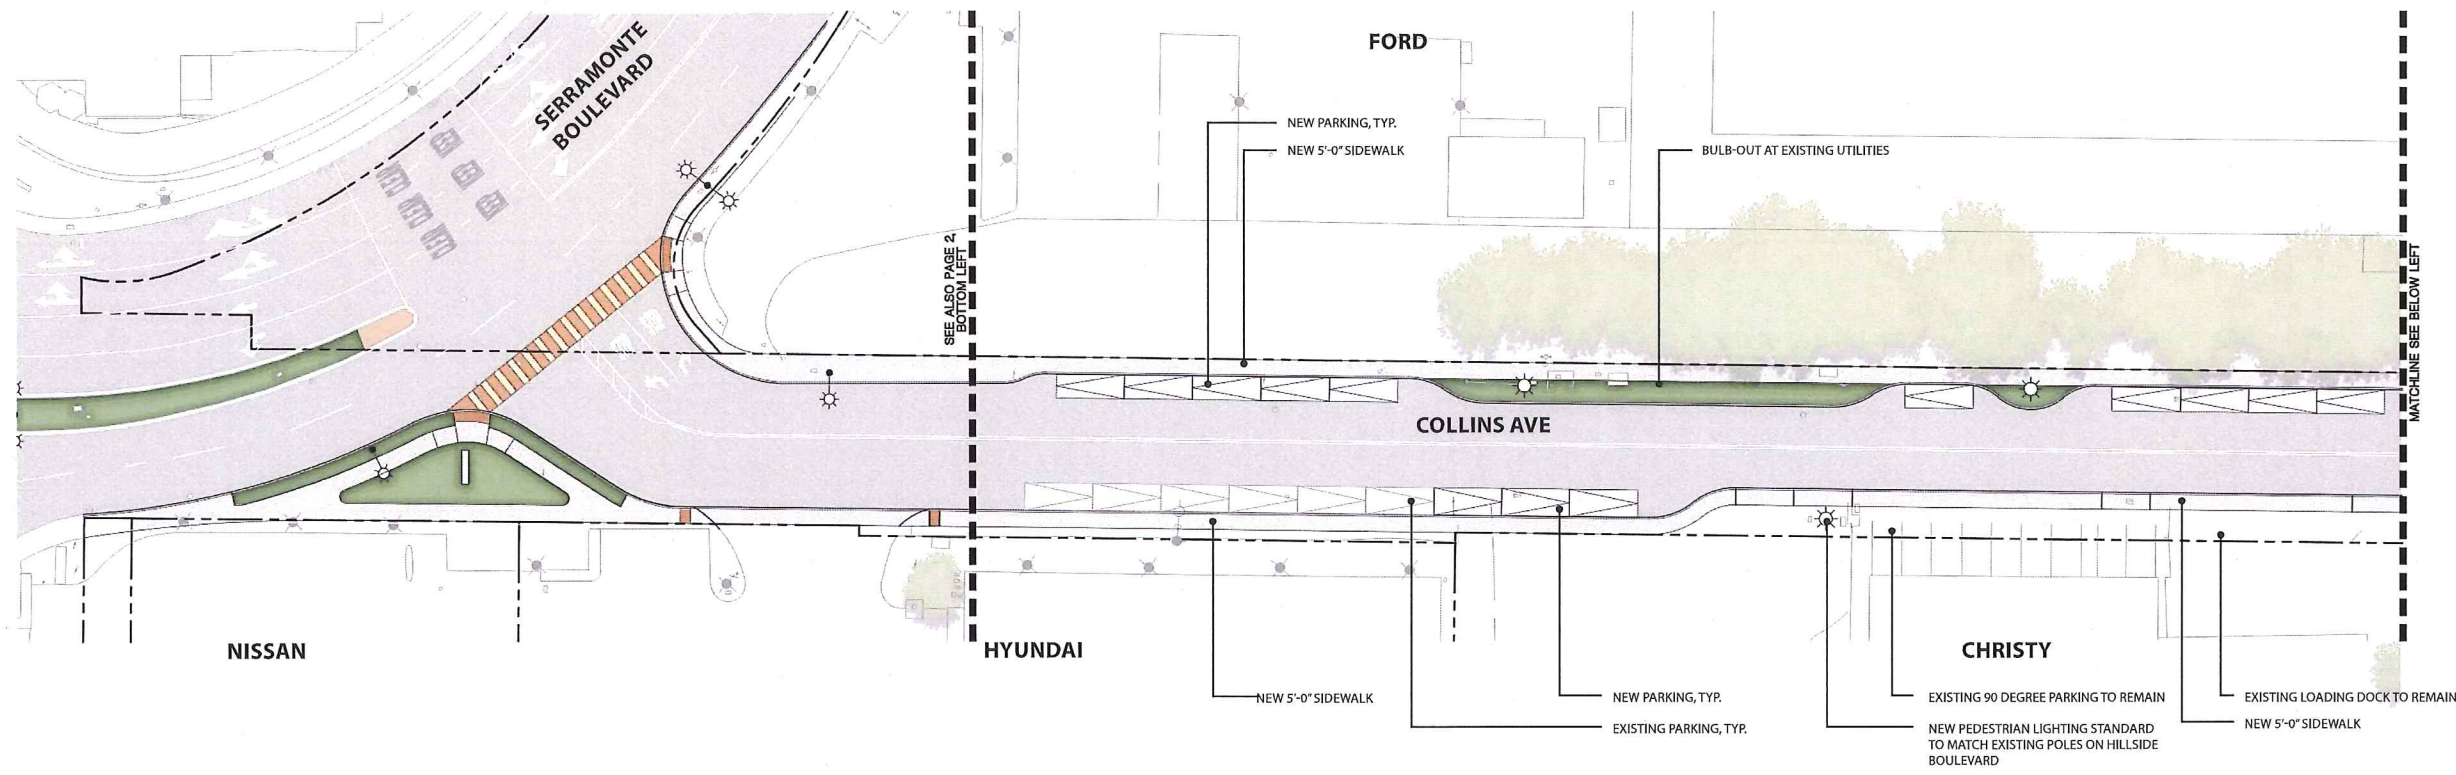 SERRAMONTE
BOULEVARD
FORD
NEW PARKING, TYP.
NEW 5'-0" SIDEWALK
BULB-OUT AT EXISTING UTILITIES
SEE ALSO PAGE 2,
BOTTOM LEFT
MATCHLINE SEE BELOW LEFT
COLLINS AVE
NISSAN
HYUNDAI
CHRISTY
NEW 5'-0" SIDEWALK
NEW PARKING, TYP.
EXISTING PARKING, TYP.
EXISTING 90 DEGREE PARKING TO REMAIN
NEW PEDESTRIAN LIGHTING STANDARD
TO MATCH EXISTING POLES ON HILLSIDE
BOULEVARD
EXISTING LOADING DOCK TO REMAIN
NEW 5'-0" SIDEWALK